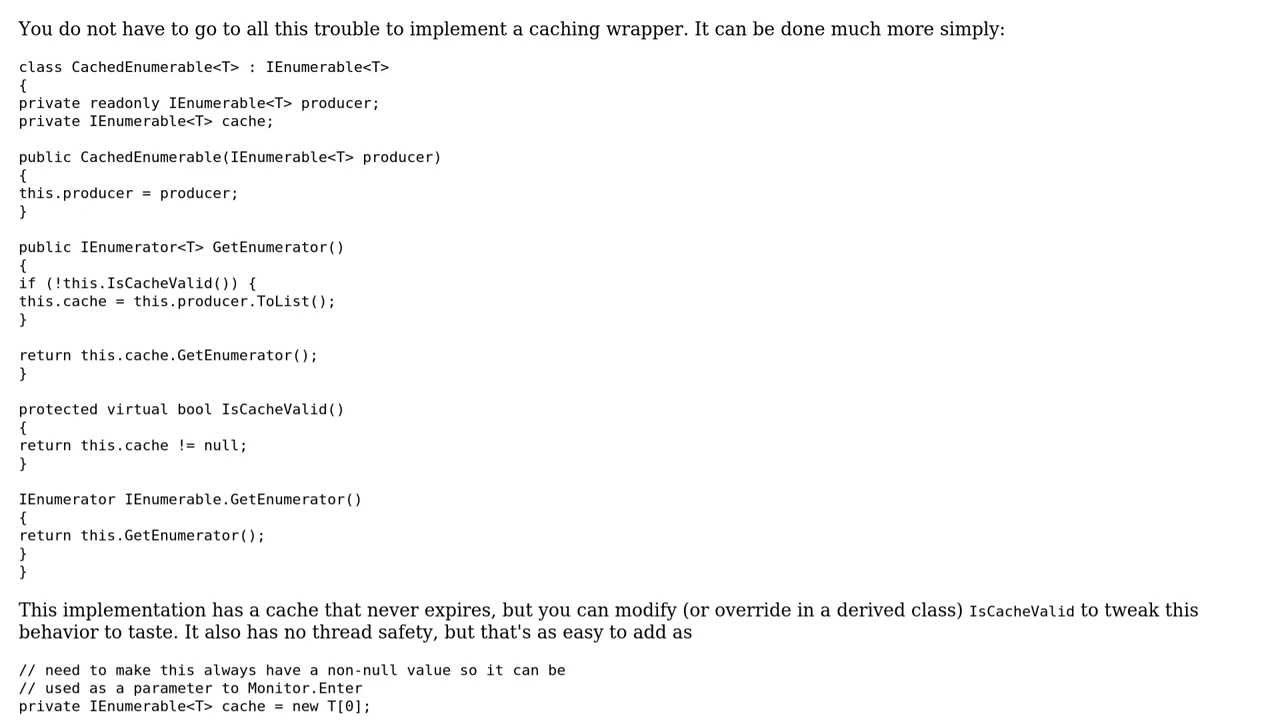 You do not have to go to all this trouble to implement a caching wrapper. It can be done much more simply:
class CachedEnumerable<T> : IEnumerable<T>
{
private readonly IEnumerable<T> producer;
private IEnumerable<T> cache;
public CachedEnumerable(IEnumerable<T> producer)
{
this.producer = producer;
}
public IEnumerator<T> GetEnumerator()
{
if (!this.IsCacheValid()) {
this.cache = this.producer.ToList();
}
return this.cache.GetEnumerator();
}
protected virtual bool IsCacheValid()
{
return this.cache != null;
}
IEnumerator IEnumerable.GetEnumerator()
{
return this.GetEnumerator();
}
}
This implementation has a cache that never expires, but you can modify (or override in a derived class) IsCacheValid to tweak this
behavior to taste. It also has no thread safety, but that's as easy to add as
// need to make this always have a non-null value so it can be
// used as a parameter to Monitor.Enter
private IEnumerable<T> cache = new T[0];